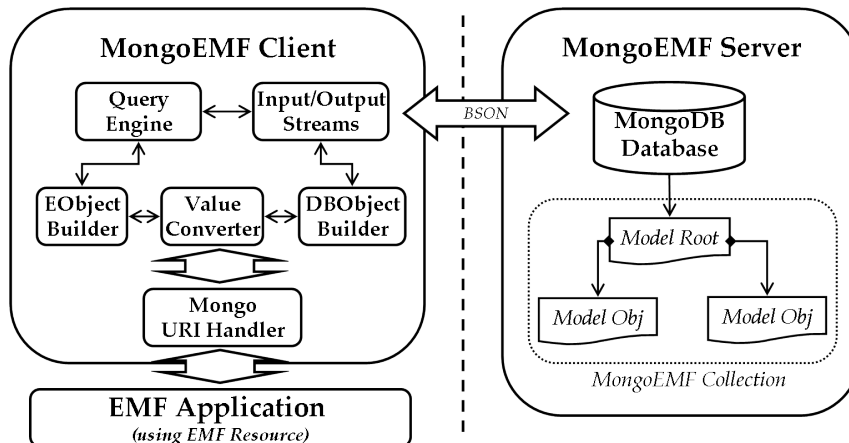 MongoEMF Client
Query
Engine
Input/Output
Streams
EObject
Builder
Value
Converter
DBObject
Builder
Mongo
URI Handler
EMF Application
(using EMF Resource)
BSON
MongoEMF Server
MongoDB
Database
Model Root
Model Obj
Model Obj
MongoEMF Collection